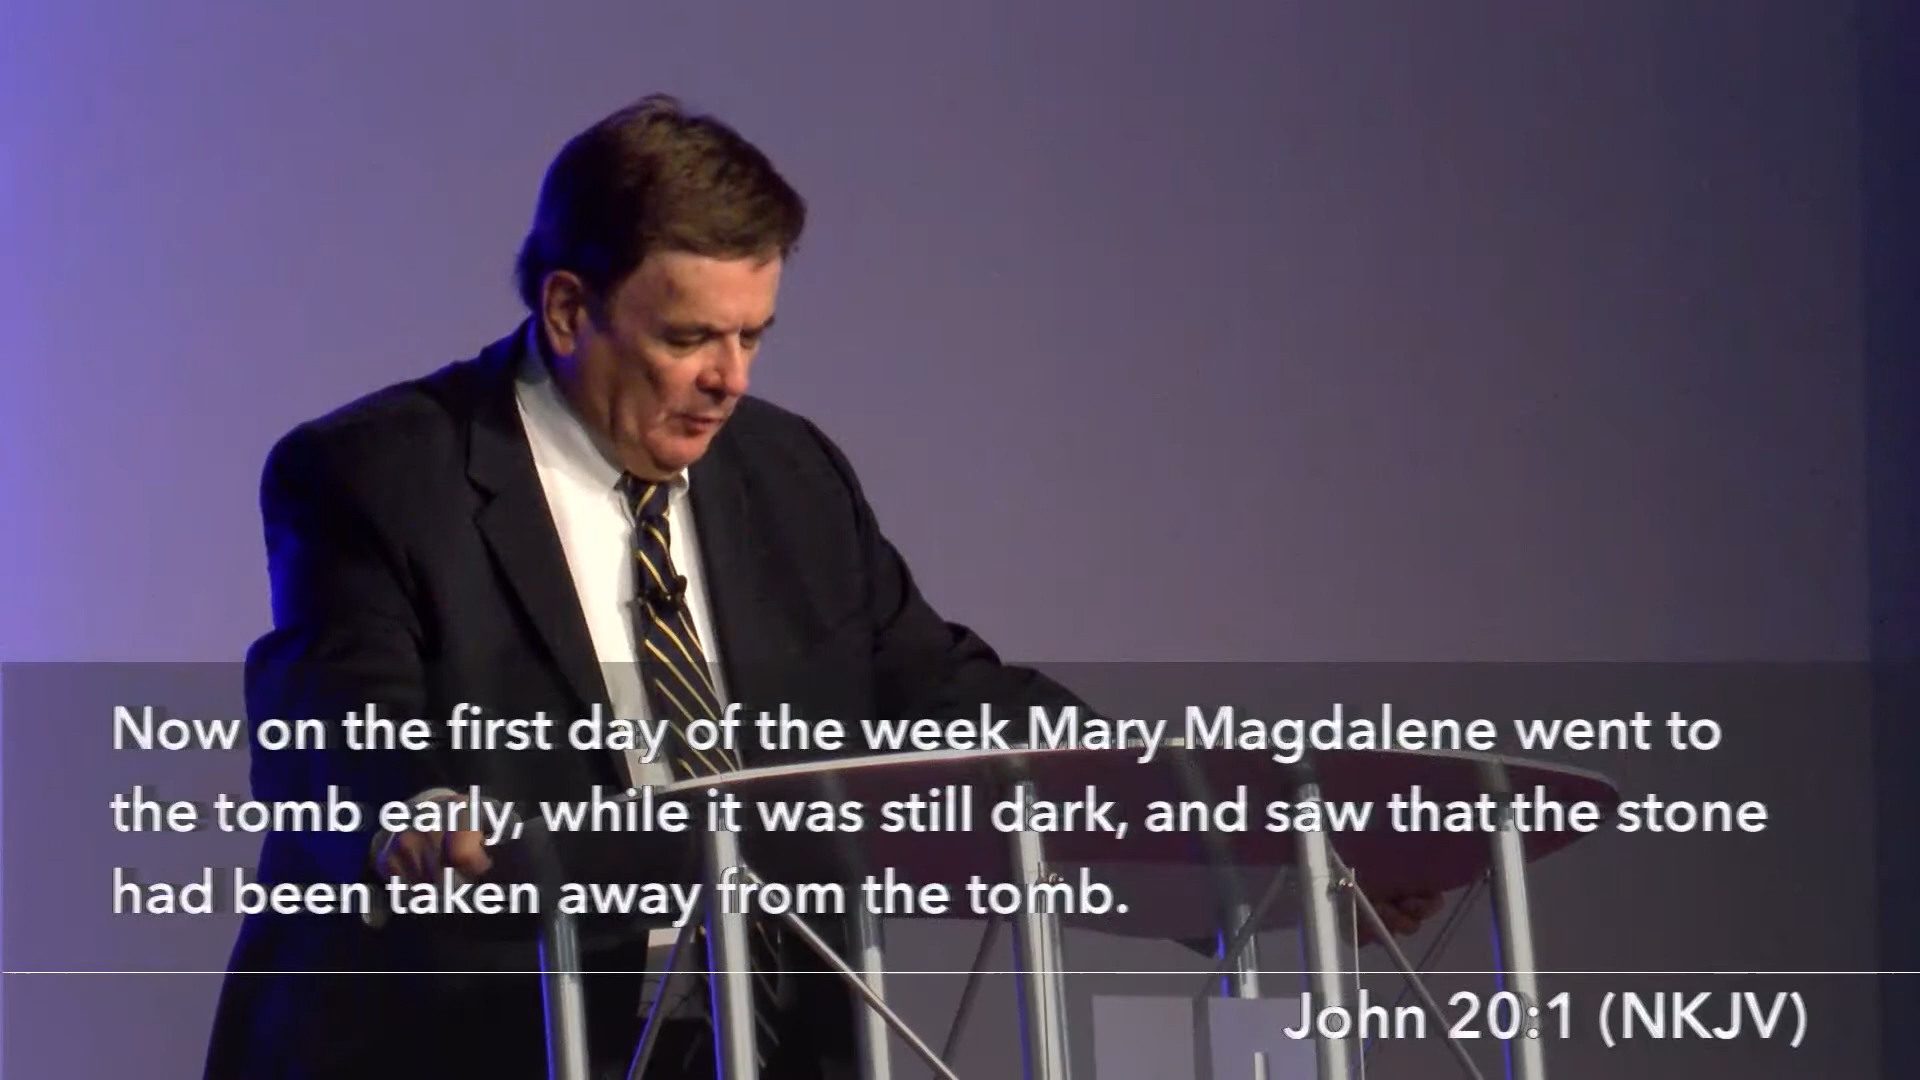 Now on the first day of the week Mary Magdalene went to
the tomb early, while it was still dark, and saw that the stone
had been taken away from the tomb.
John 20:1 (NKJV)